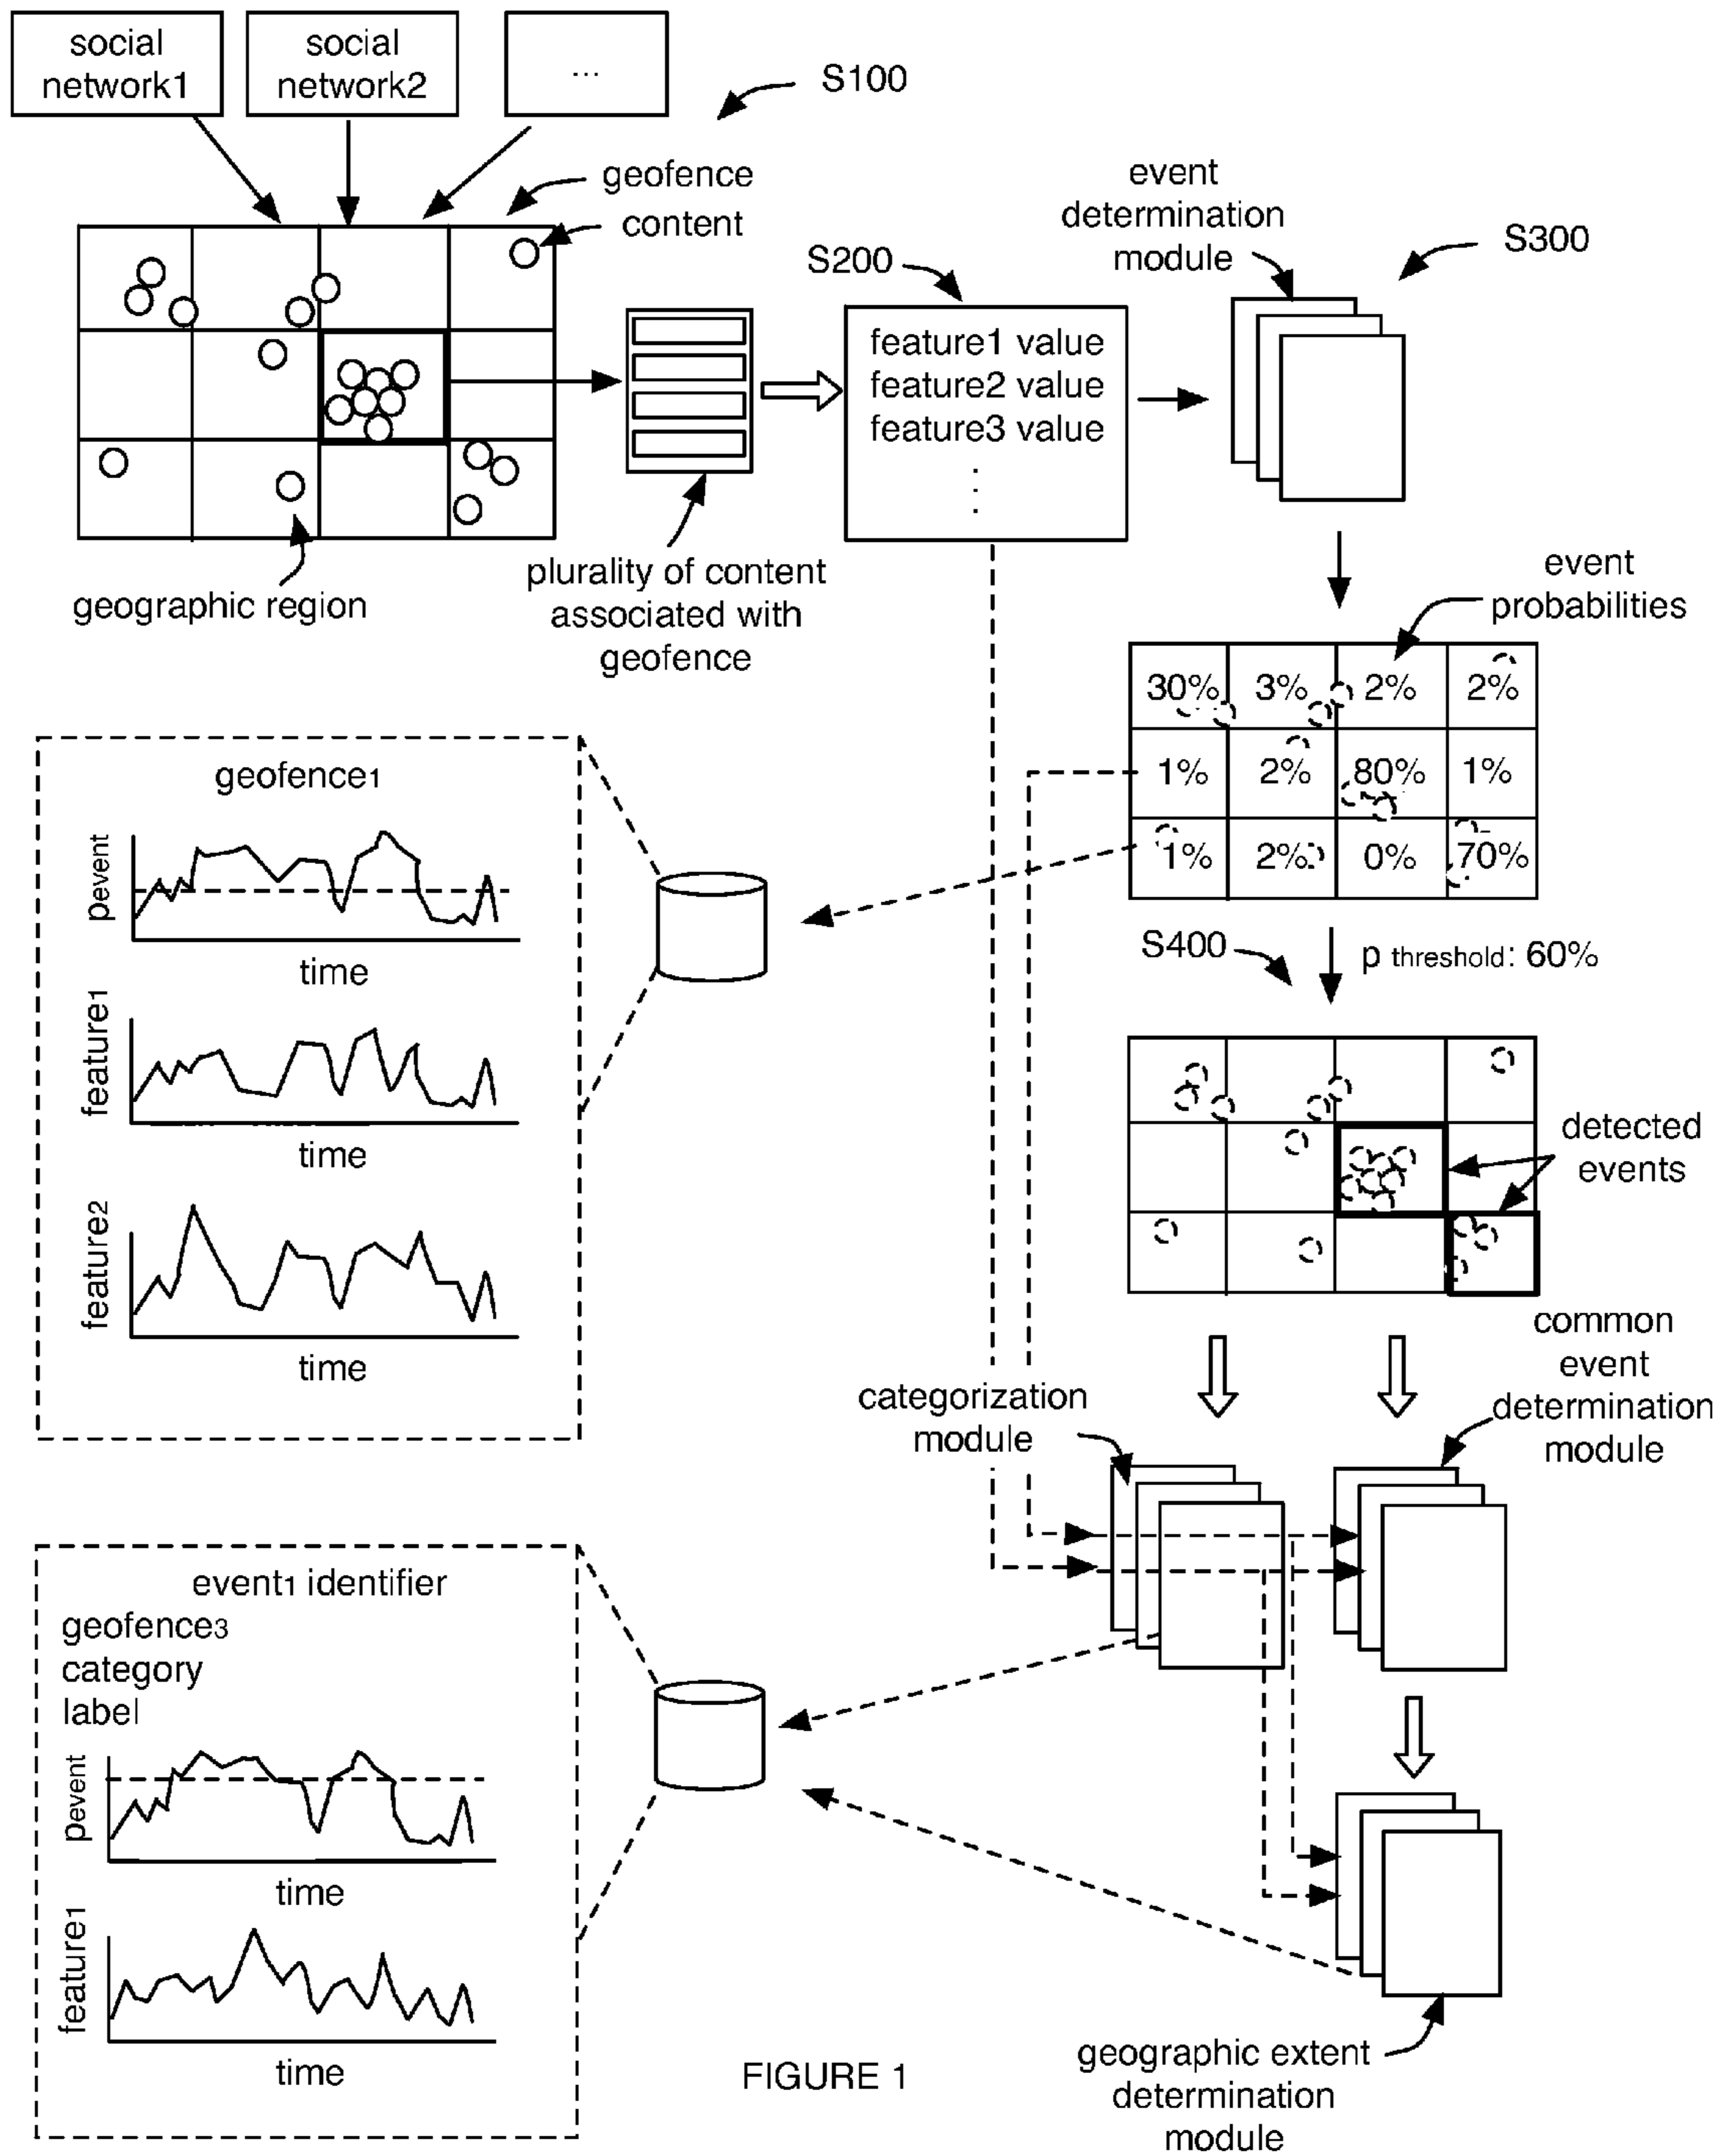 social
network1
social
network2
...
S100
geofence
content
geographic region
plurality of content
associated with
geofence
S200
feature1 value
feature2 value
feature3 value
event
determination
module
S300
event
probabilities
30% 3% 2% 2%
1% 2% 80% 1%
1% 2% 0% 70%
S400
p threshold: 60%
detected
events
geofence1
pevent
time
feature1
time
feature2
time
categorization
module
common
event
determination
module
event1 identifier
geofence3
category
label
pevent
time
feature1
time
geographic extent
determination
module
FIGURE 1